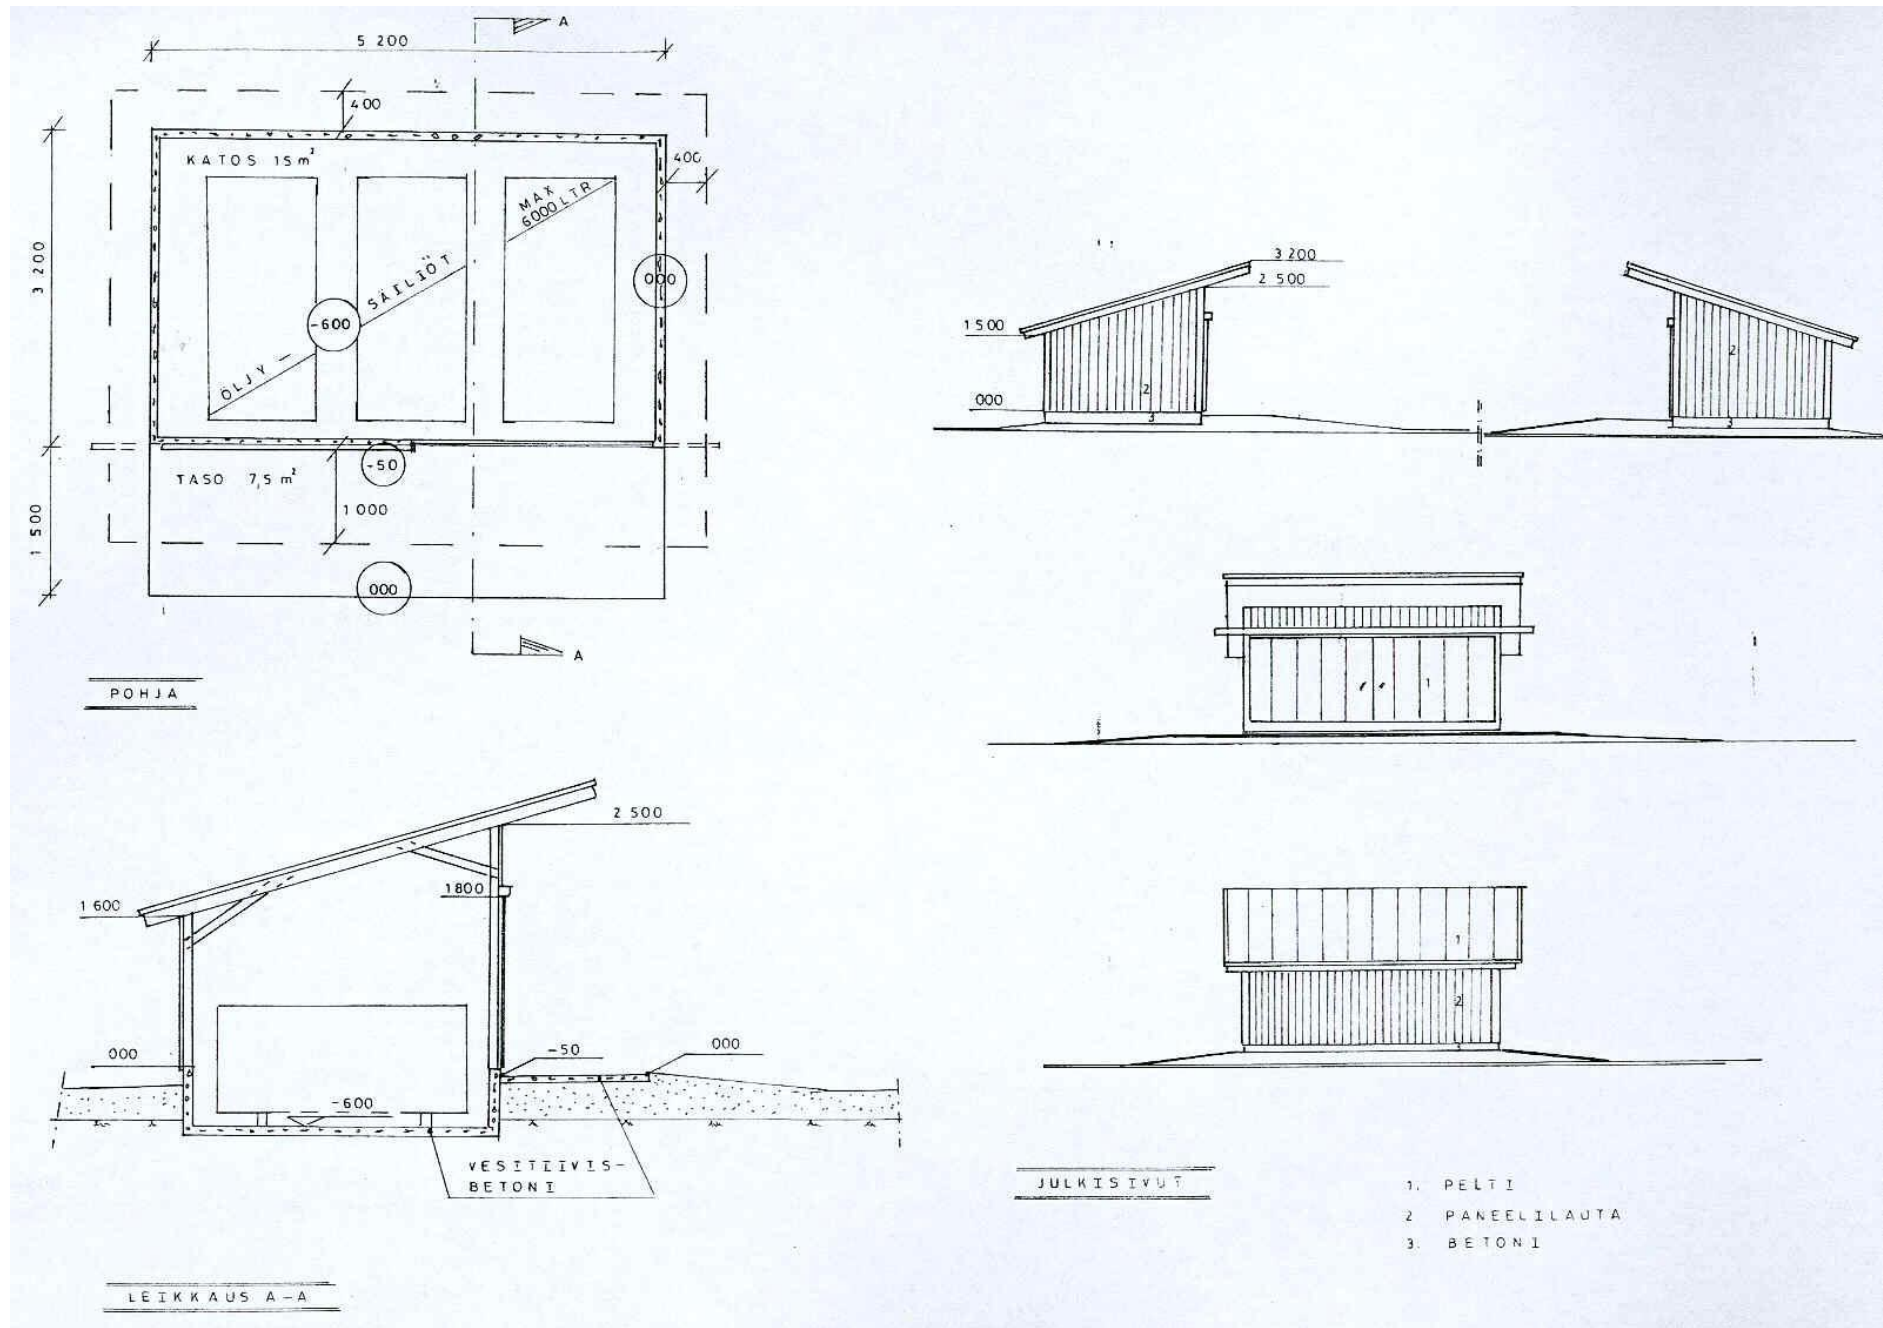 A
5 200
400
KATOS 15 m²
400
MAX
6000 LTR
3 200
000
SÄILIÖT
-600
ÖLJY –
-50
TASO 7,5 m²
1 000
1 500
000
A
POHJA
3 200
2 500
1 500
2
000
3
2
3
1
1
2
3
2 500
1 600
1800
000
-50
000
-600
VESITIIVIS-
BETONI
LEIKKAUS A-A
JULKISIVUT
1. PELTI
2 PANEELILAUTA
3. BETONI